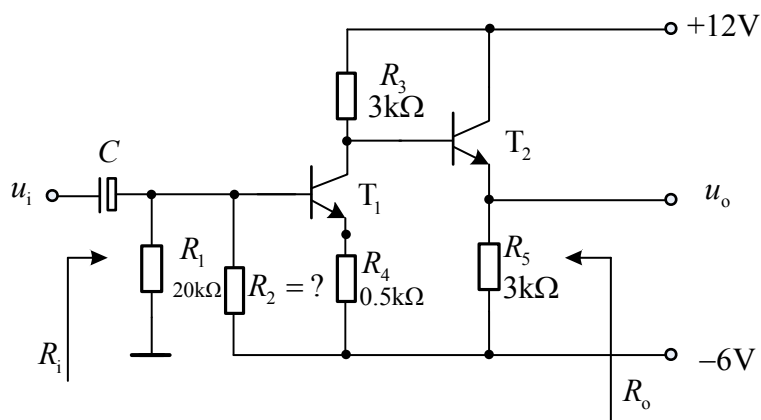 +12V
R3
3kΩ
C
T2
ui
T1
uo
R1
20kΩ
R2 = ?
R4
0.5kΩ
R5
3kΩ
Ri
−6V
Ro